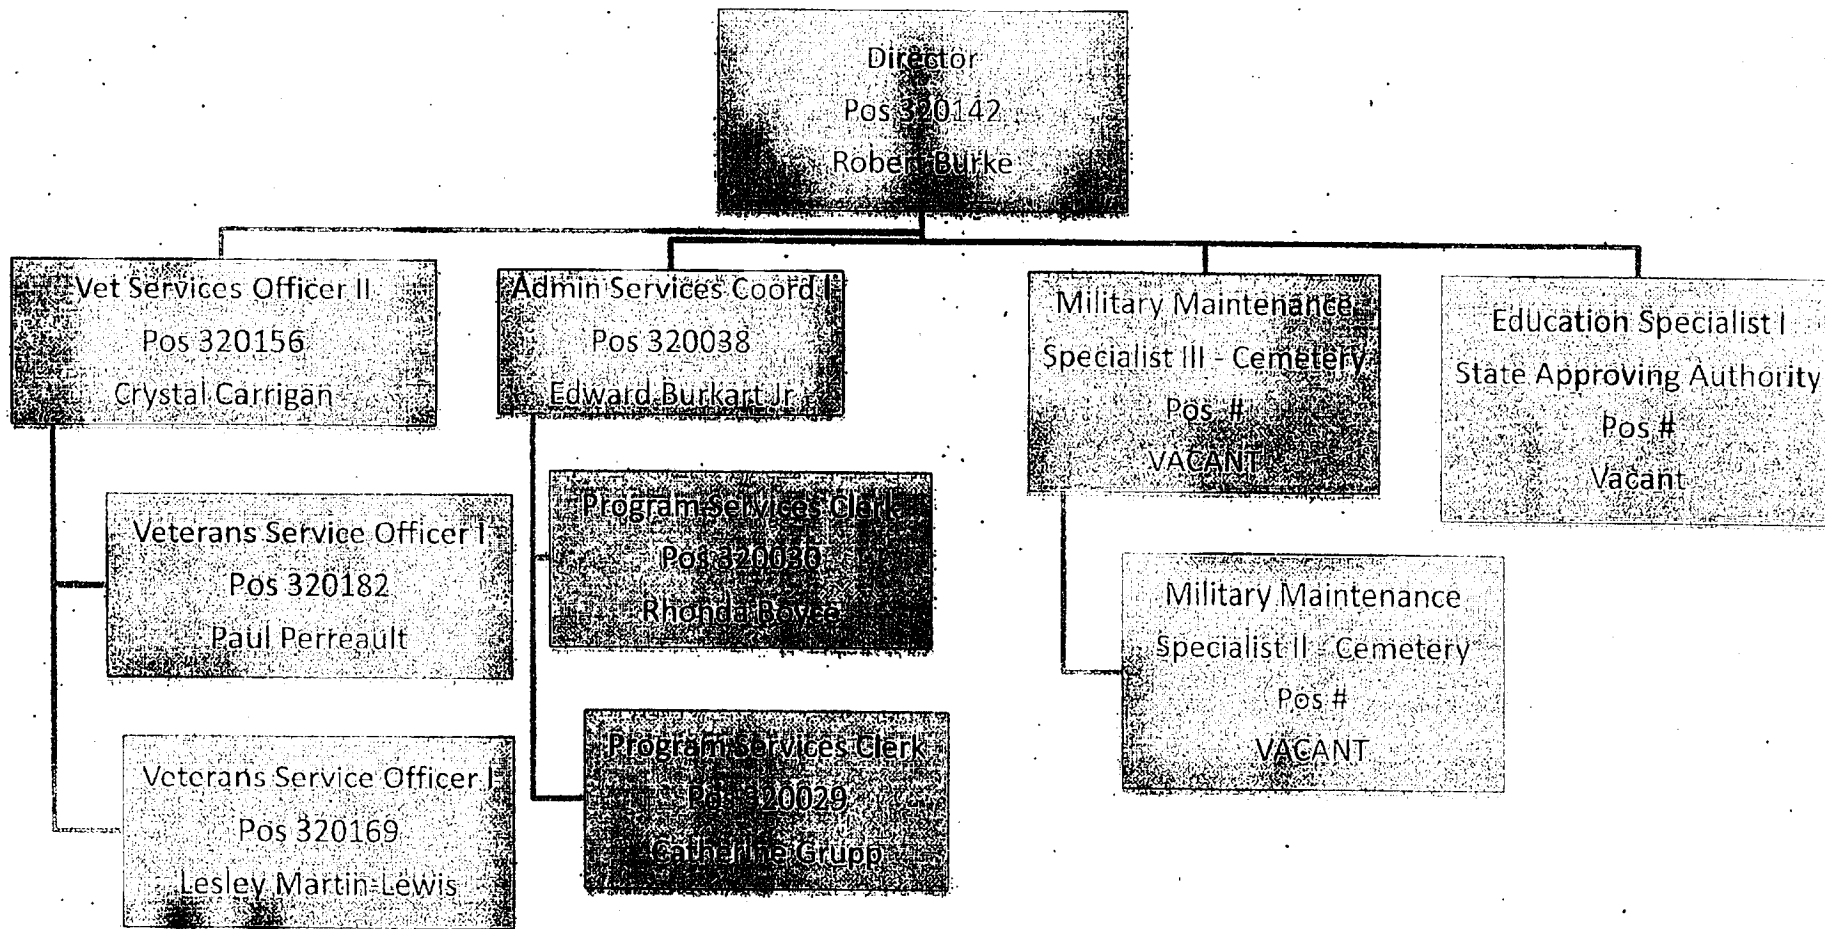 Director
Pos 320142
Robert Burke
Vet Services Officer II
Pos 320156
Crystal Carrigan
Admin Services Coord I
Pos 320038
Edward Burkart Jr
Military Maintenance
Specialist III - Cemetery
Pos #
VACANT
Education Specialist I
State Approving Authority
Pos #
Vacant
Veterans Service Officer I
Pos 320182
Paul Perreault
Program Services Clerk
Pos 320030
Rhonda Boyce
Military Maintenance
Specialist II - Cemetery
Pos #
VACANT
Veterans Service Officer I
Pos 320169
Lesley Martin-Lewis
Program Services Clerk
Pos 320029
Catherine Grupp